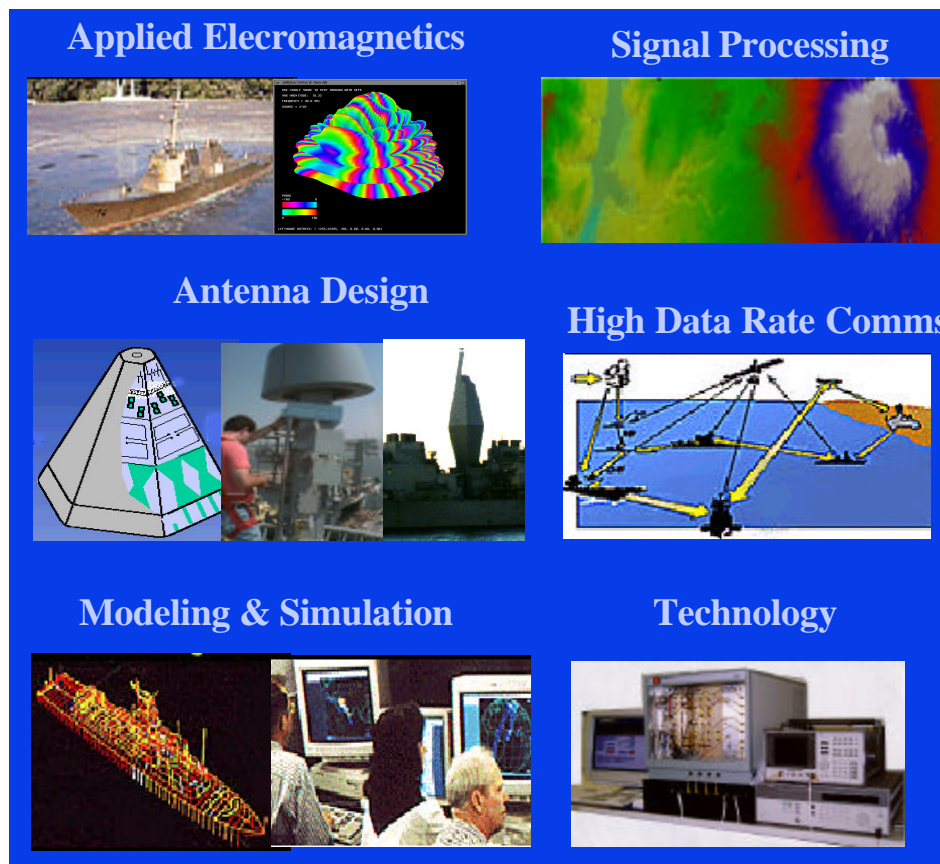 Applied Elecromagnetics
Signal Processing
Antenna Design
High Data Rate Comms
Modeling & Simulation
Technology